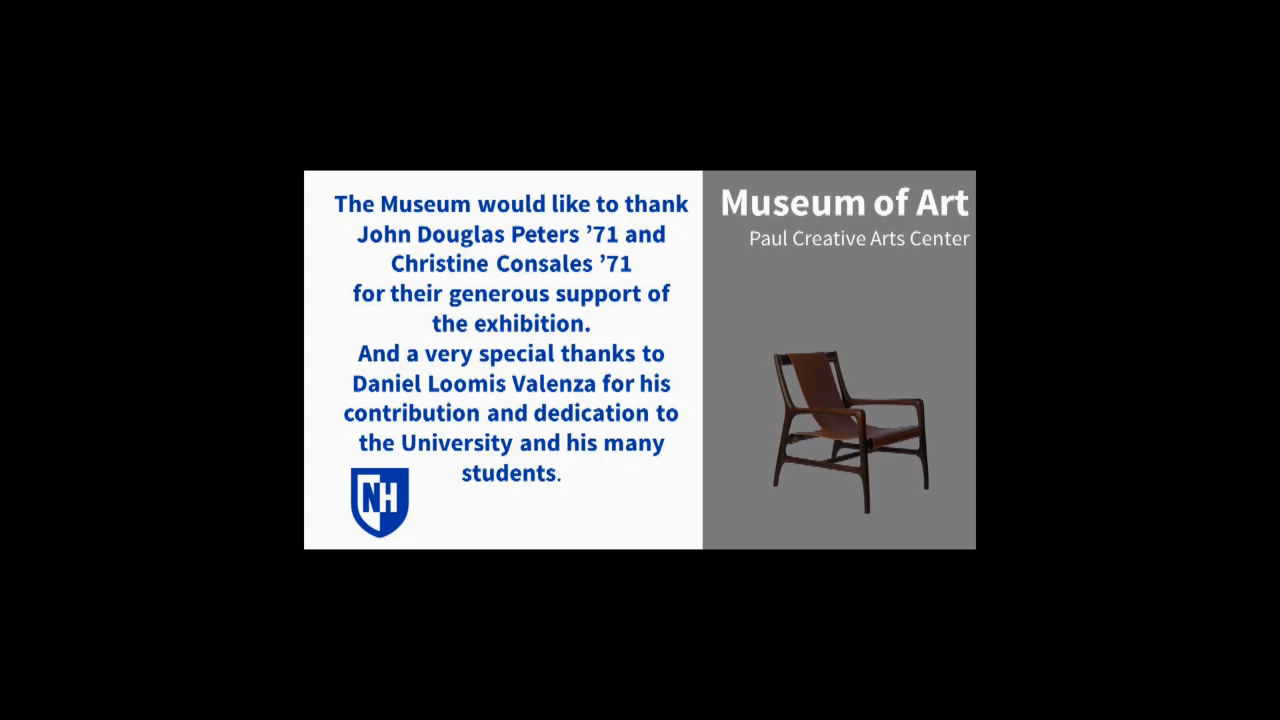 The Museum would like to thank
John Douglas Peters ’71 and
Christine Consales ’71
for their generous support of
the exhibition.
And a very special thanks to
Daniel Loomis Valenza for his
contribution and dedication to
the University and his many
students.
NH
Museum of Art
Paul Creative Arts Center